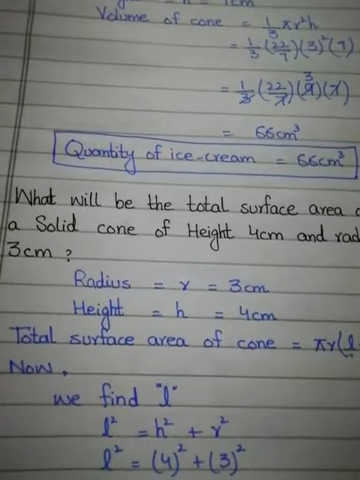 = 1cm
Volume of cone = 1/3 πr²h
= 1/3 (22/7) (3)² (7)
= 1/3 (22/7) (9) (7)
3
= 66cm³
Quantity of ice-cream = 66cm³
What will be the total surface area
a Solid cone of Height 4cm and
3cm ?
Radius = r = 3cm
Height = h = 4cm
Total surface area of cone = πr(l
Now,
we find "l"
l² = h² + r²
l² = (4)² + (3)²